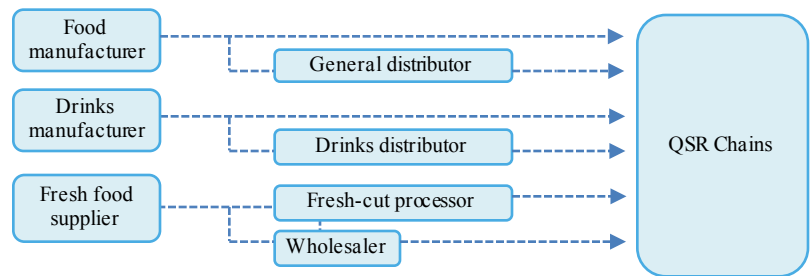 Food
manufacturer
General distributor
Drinks
manufacturer
Drinks distributor
Fresh food
supplier
Fresh-cut processor
Wholesaler
QSR Chains